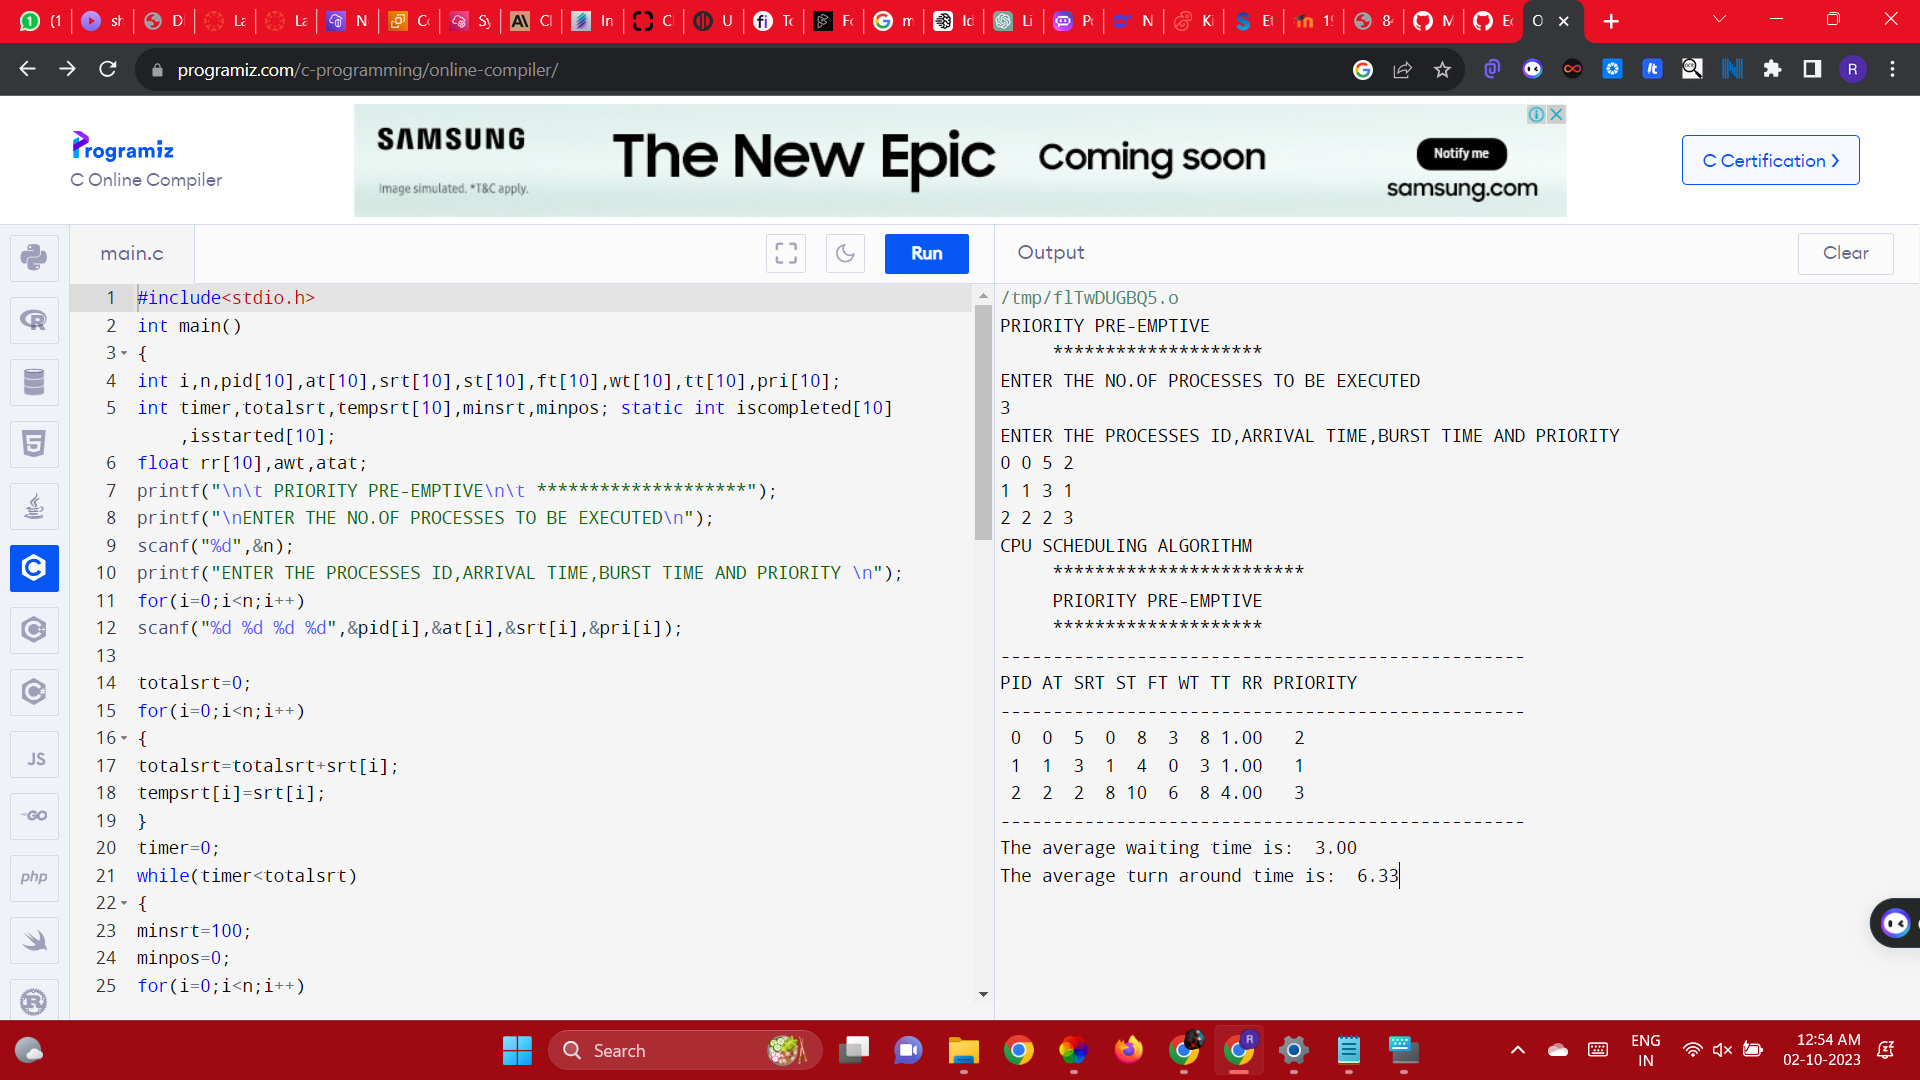 (1
sh
Di
La
La
N
Co
Sy
Cl
In
C
U
To
Fo
m
Id
Li
Po
N
Ki
Et
19
84
M
Ec
O
programiz.com/c-programming/online-compiler/
R
Programiz
C Online Compiler
SAMSUNG
Image simulated. *T&C apply.
The New Epic
Coming soon
Notify me
samsung.com
C Certification
main.c
Run
Output
Clear
1 #include<stdio.h>
2 int main()
3 {
4 int i,n,pid[10],at[10],srt[10],st[10],ft[10],wt[10],tt[10],pri[10];
5 int timer,totalsrt,tempsrt[10],minsrt,minpos; static int iscompleted[10]
,isstarted[10];
6 float rr[10],awt,atat;
7 printf("\n\t PRIORITY PRE-EMPTIVE\n\t ********************");
8 printf("\nENTER THE NO.OF PROCESSES TO BE EXECUTED\n");
9 scanf("%d",&n);
10 printf("ENTER THE PROCESSES ID,ARRIVAL TIME,BURST TIME AND PRIORITY \n");
11 for(i=0;i<n;i++)
12 scanf("%d %d %d %d",&pid[i],&at[i],&srt[i],&pri[i]);
13
14 totalsrt=0;
15 for(i=0;i<n;i++)
16 {
17 totalsrt=totalsrt+srt[i];
18 tempsrt[i]=srt[i];
19 }
20 timer=0;
21 while(timer<totalsrt)
22 {
23 minsrt=100;
24 minpos=0;
25 for(i=0;i<n;i++)
/tmp/flTwDUGBQ5.o
PRIORITY PRE-EMPTIVE
********************
ENTER THE NO.OF PROCESSES TO BE EXECUTED
3
ENTER THE PROCESSES ID,ARRIVAL TIME,BURST TIME AND PRIORITY
0 0 5 2
1 1 3 1
2 2 2 3
CPU SCHEDULING ALGORITHM
************************
PRIORITY PRE-EMPTIVE
********************
--------------------------------------------------
PID AT SRT ST FT WT TT RR PRIORITY
--------------------------------------------------
0 0 5 0 8 3 8 1.00 2
1 1 3 1 4 0 3 1.00 1
2 2 2 8 10 6 8 4.00 3
--------------------------------------------------
The average waiting time is: 3.00
The average turn around time is: 6.33
JS
GO
php
Search
ENG
IN
12:54 AM
02-10-2023